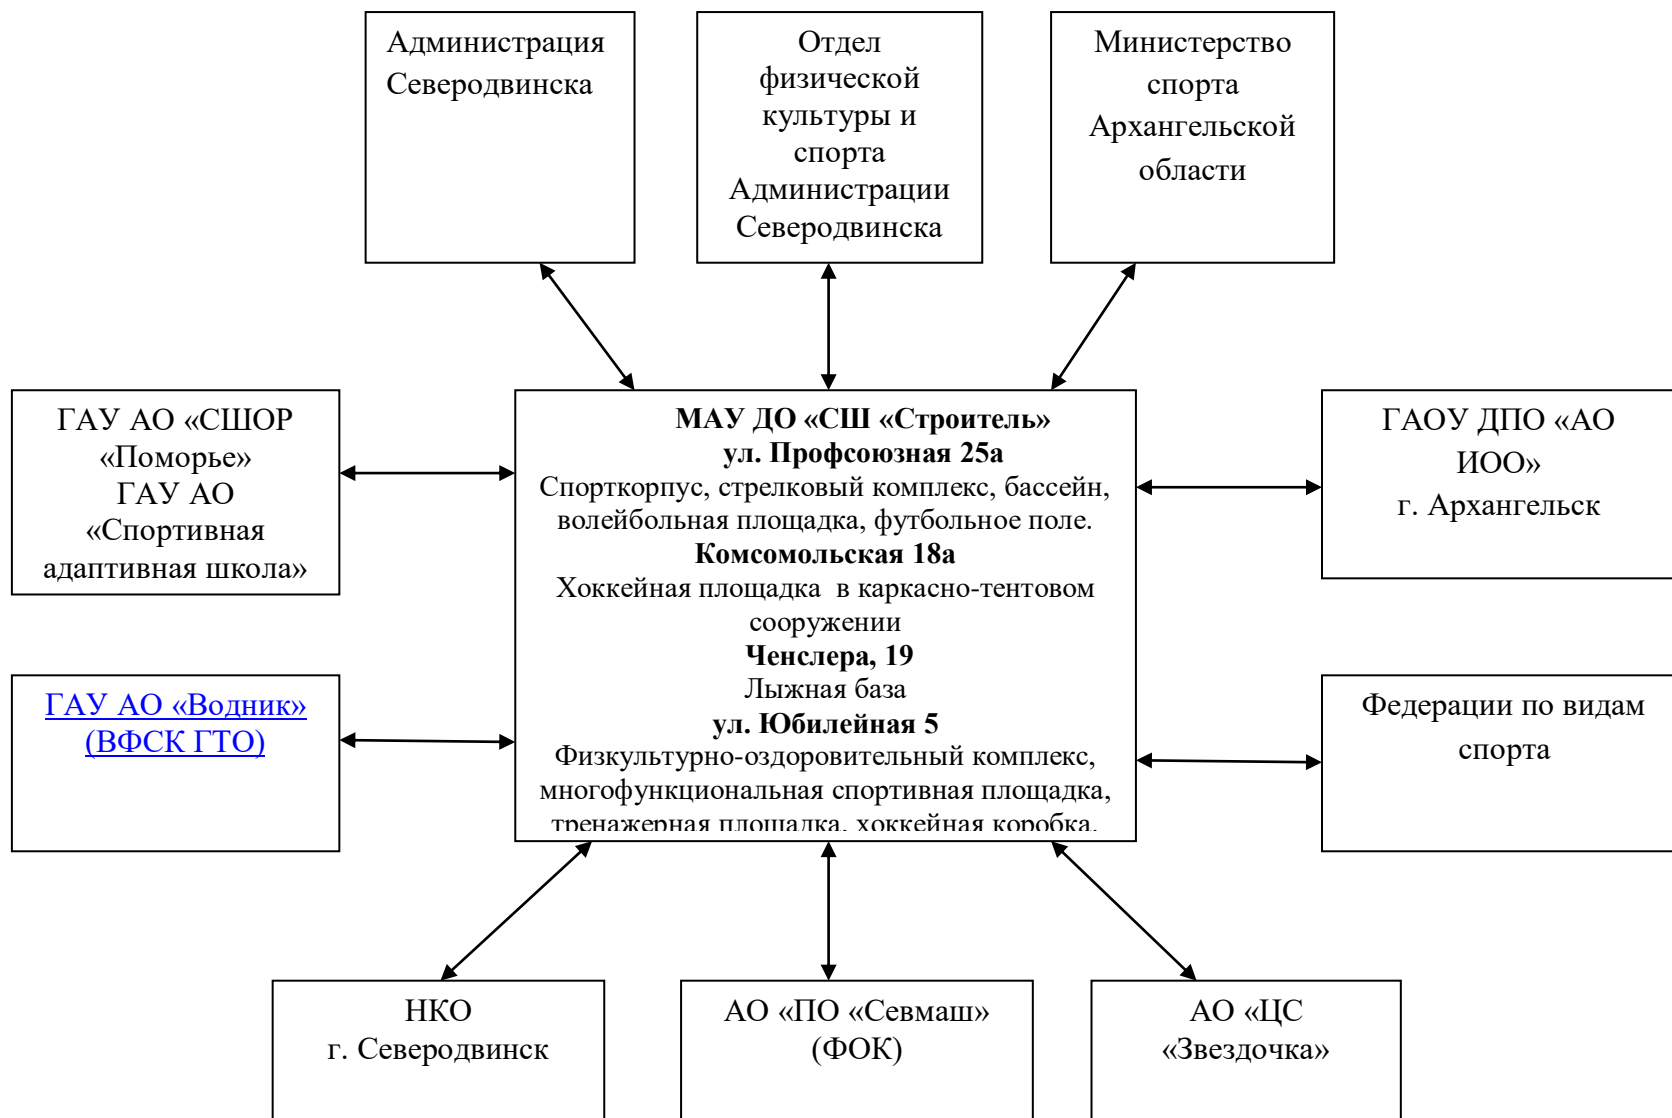 Администрация
Северодвинска
Отдел
физической
культуры и
спорта
Администрации
Северодвинска
Министерство
спорта
Архангельской
области
ГАУ АО «СШОР
«Поморье»
ГАУ АО
«Спортивная
адаптивная школа»
МАУ ДО «СШ «Строитель»
ул. Профсоюзная 25а
Спорткорпус, стрелковый комплекс, бассейн,
волейбольная площадка, футбольное поле.
Комсомольская 18а
Хоккейная площадка в каркасно-тентовом
сооружении
Ченслера, 19
Лыжная база
ул. Юбилейная 5
Физкультурно-оздоровительный комплекс,
многофункциональная спортивная площадка,
тренажерная площадка, хоккейная коробка.
ГАОУ ДПО «АО
ИОО»
г. Архангельск
ГАУ АО «Водник»
(ВФСК ГТО)
Федерации по видам
спорта
НКО
г. Северодвинск
АО «ПО «Севмаш»
(ФОК)
АО «ЦС
«Звездочка»